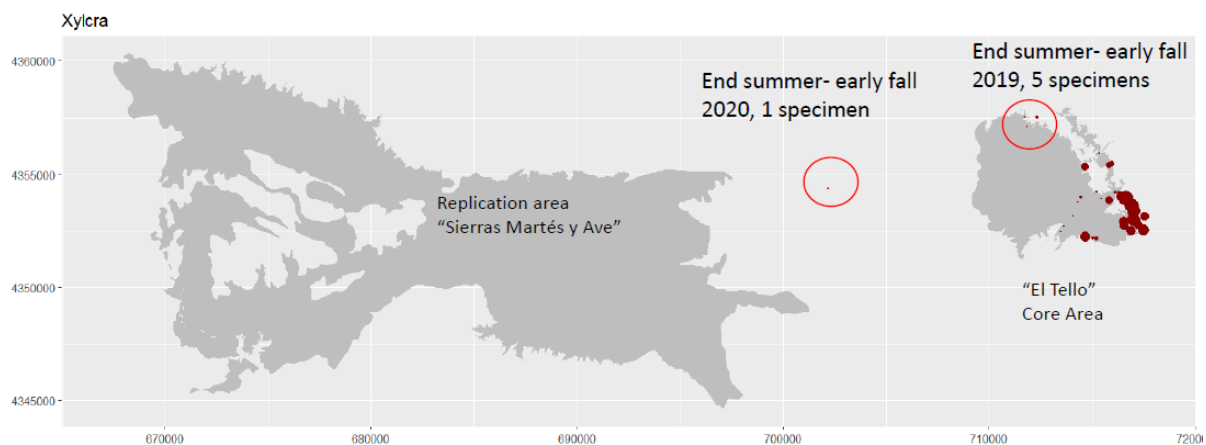 Xylcra
4360000
4355000
4350000
4345000
End summer- early fall
2020, 1 specimen
End summer- early fall
2019, 5 specimens
Replication area
“Sierras Martés y Ave”
“El Tello”
Core Area
670000
680000
690000
700000
710000
72000